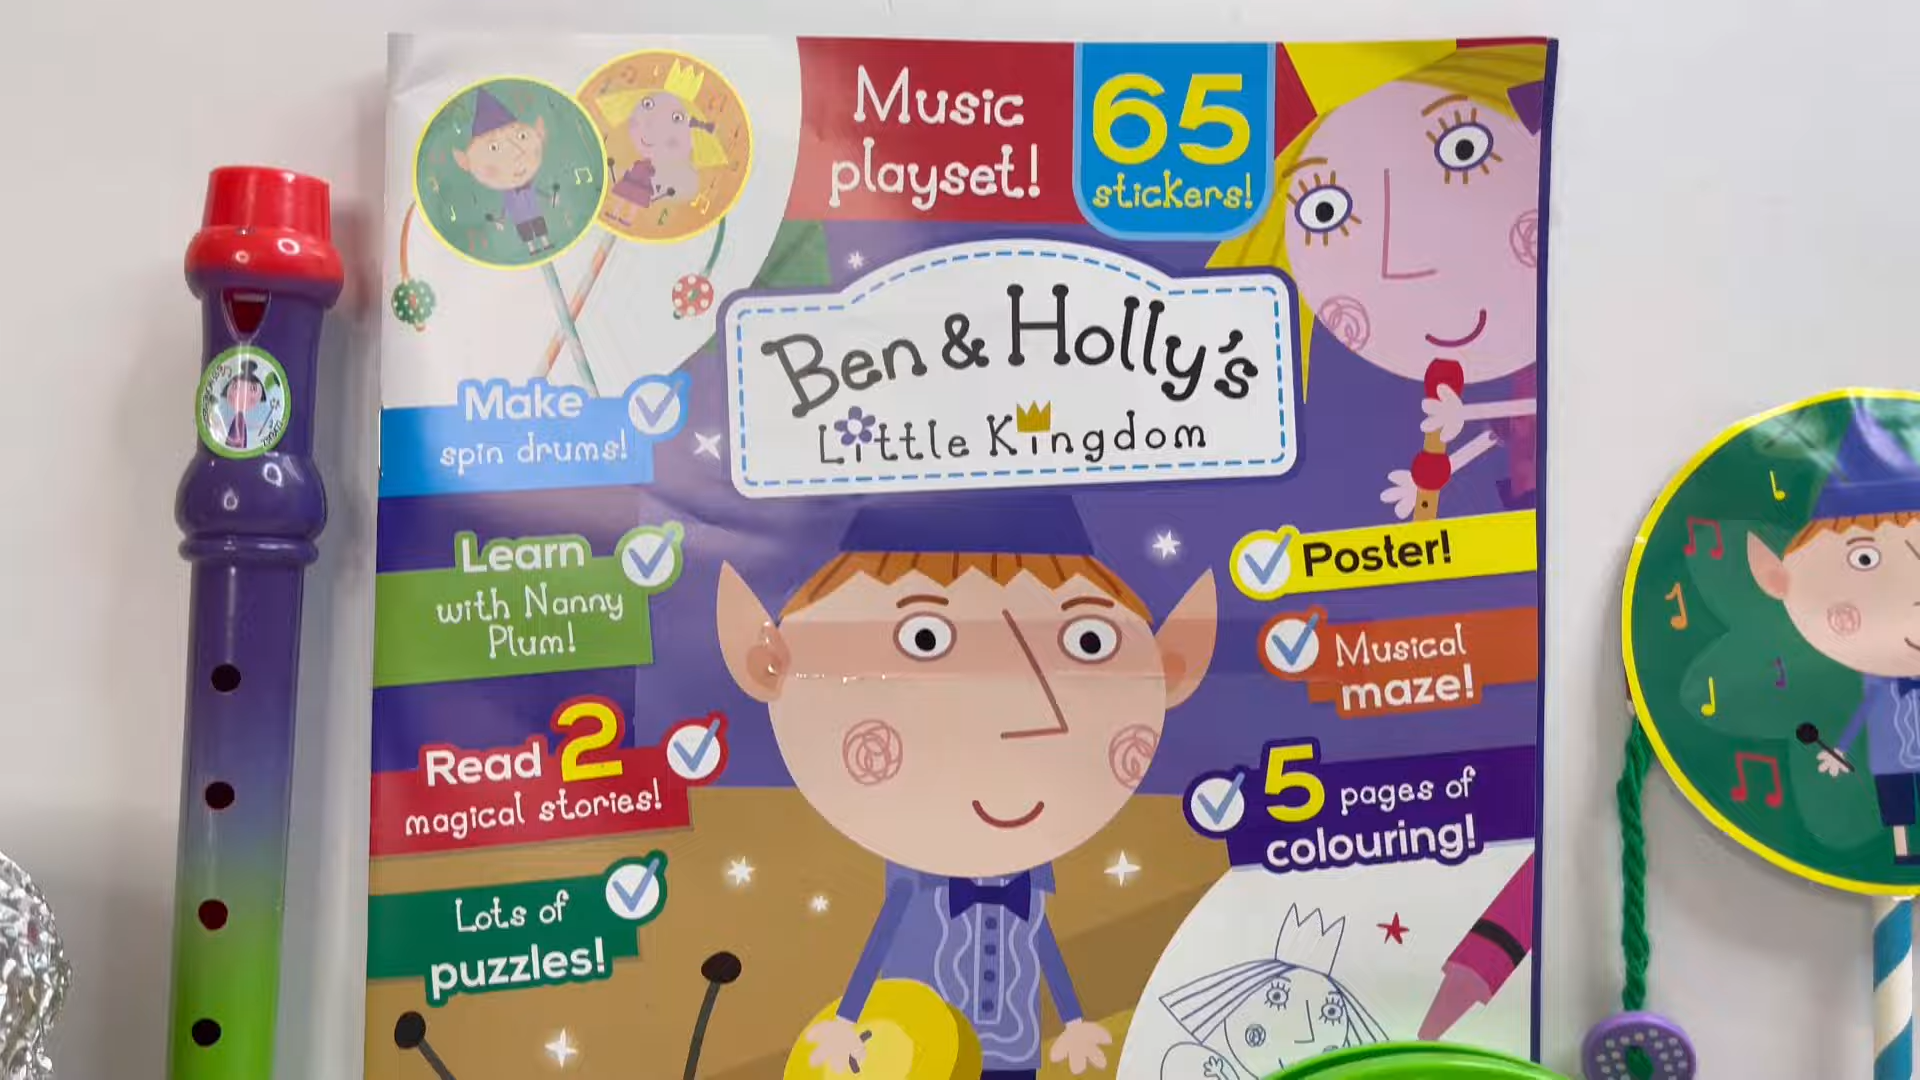 Music
playset!
65
stickers!
Ben & Holly's
Little Kingdom
Make
spin drums!
Learn
with Nanny
Plum!
Read 2
magical stories!
Lots of
puzzles!
Poster!
Musical
maze!
5 pages of
colouring!